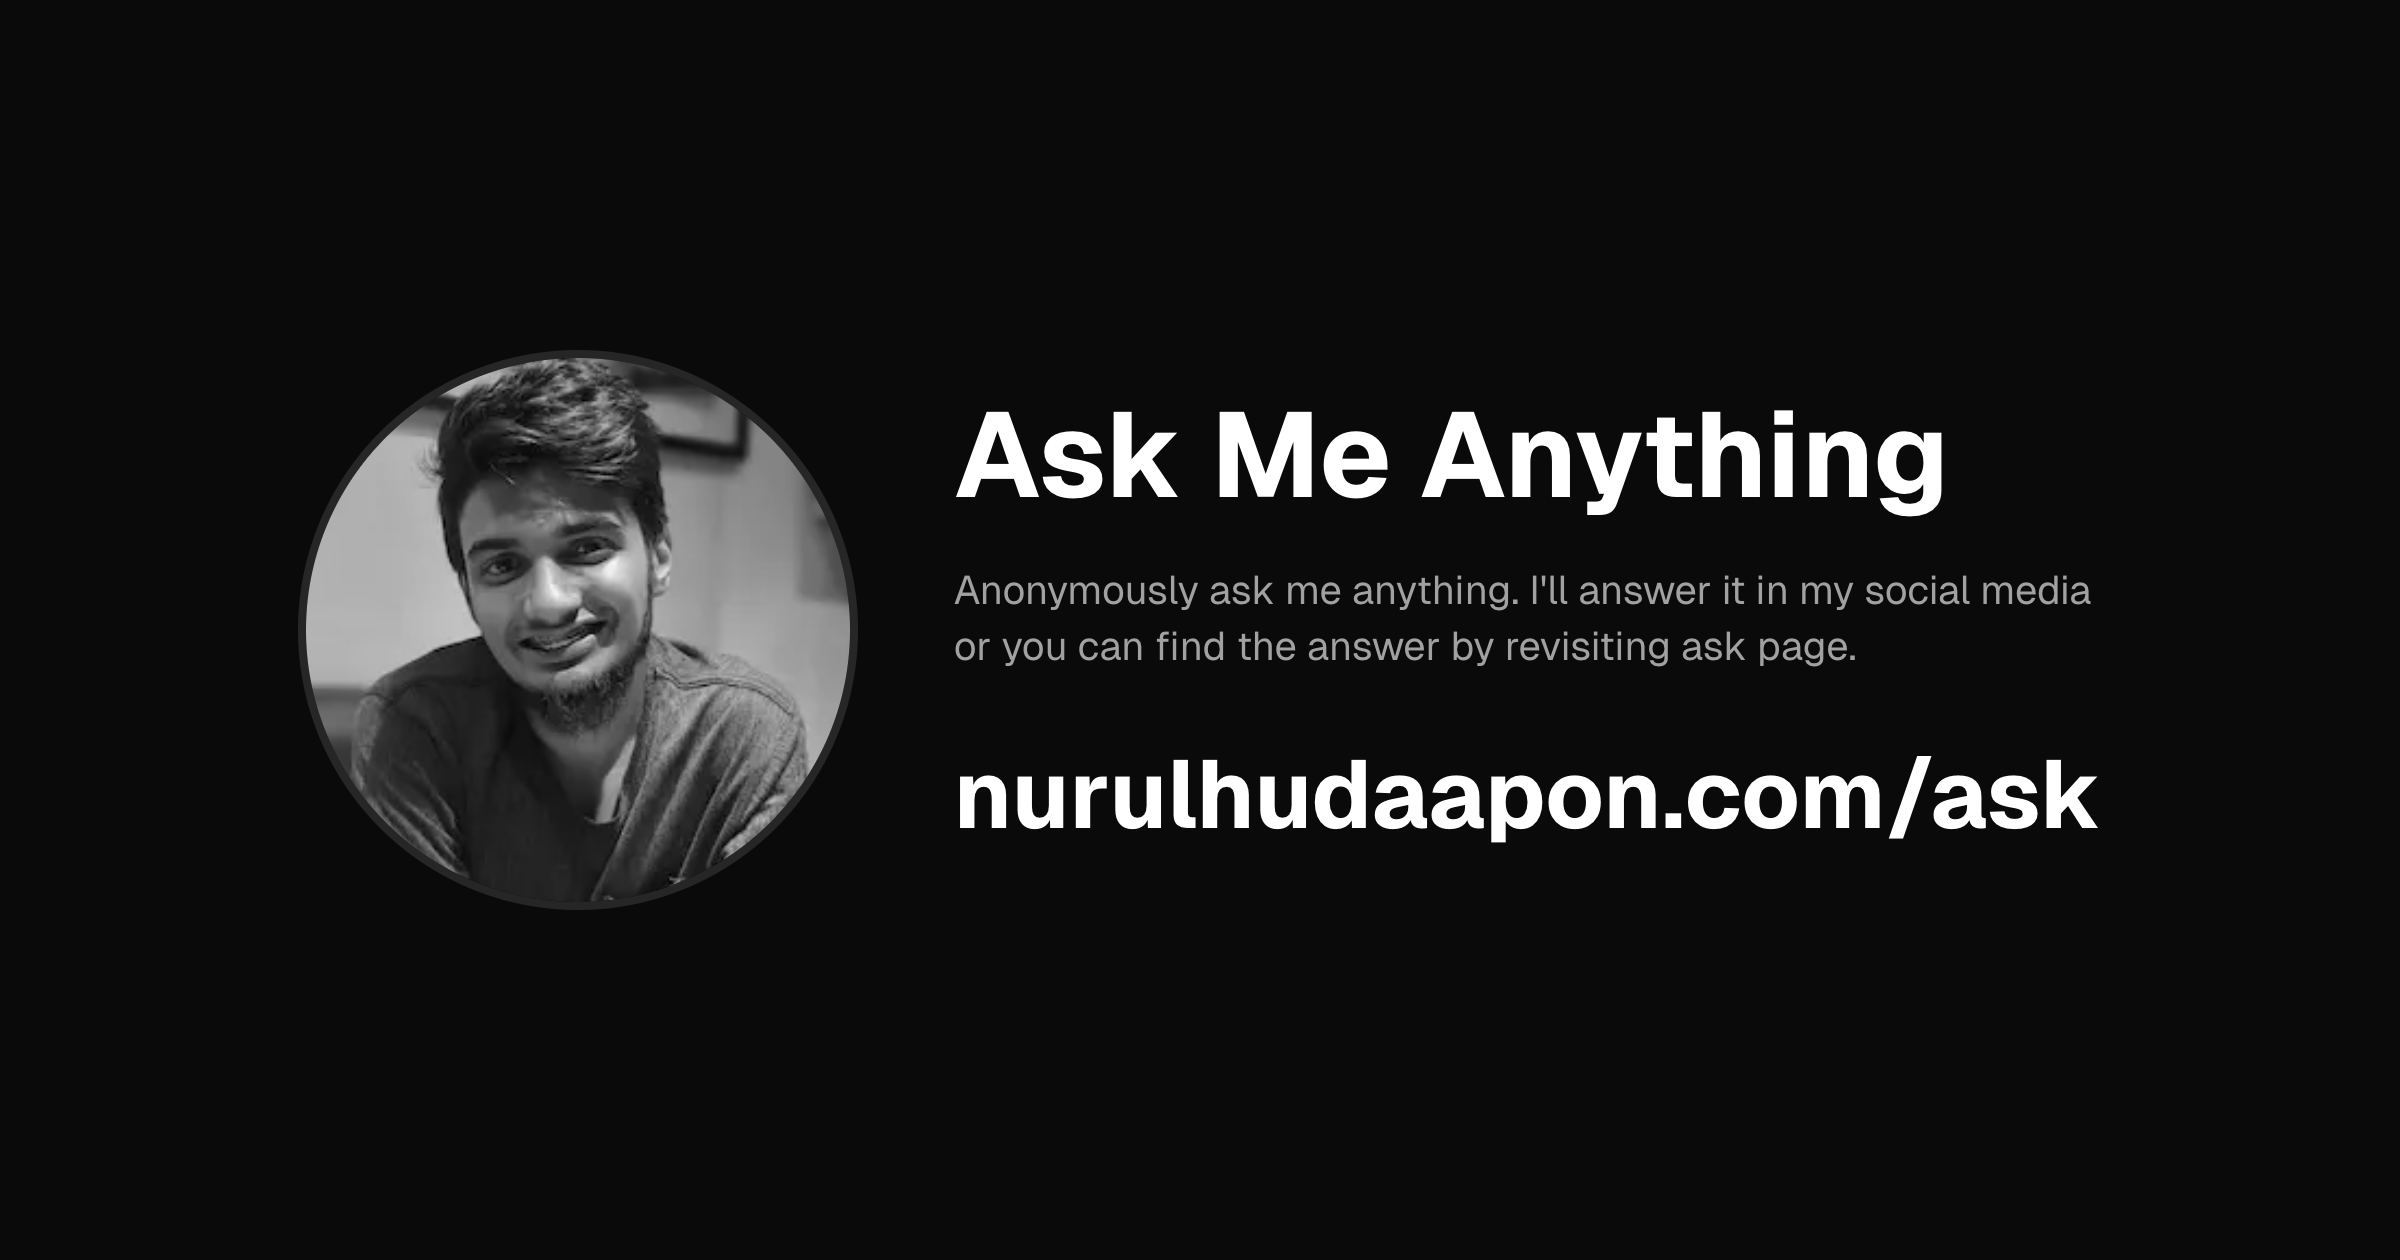 Ask Me Anything
Anonymously ask me anything. I'll answer it in my social media
or you can find the answer by revisiting ask page.
nurulhudaapon.com/ask